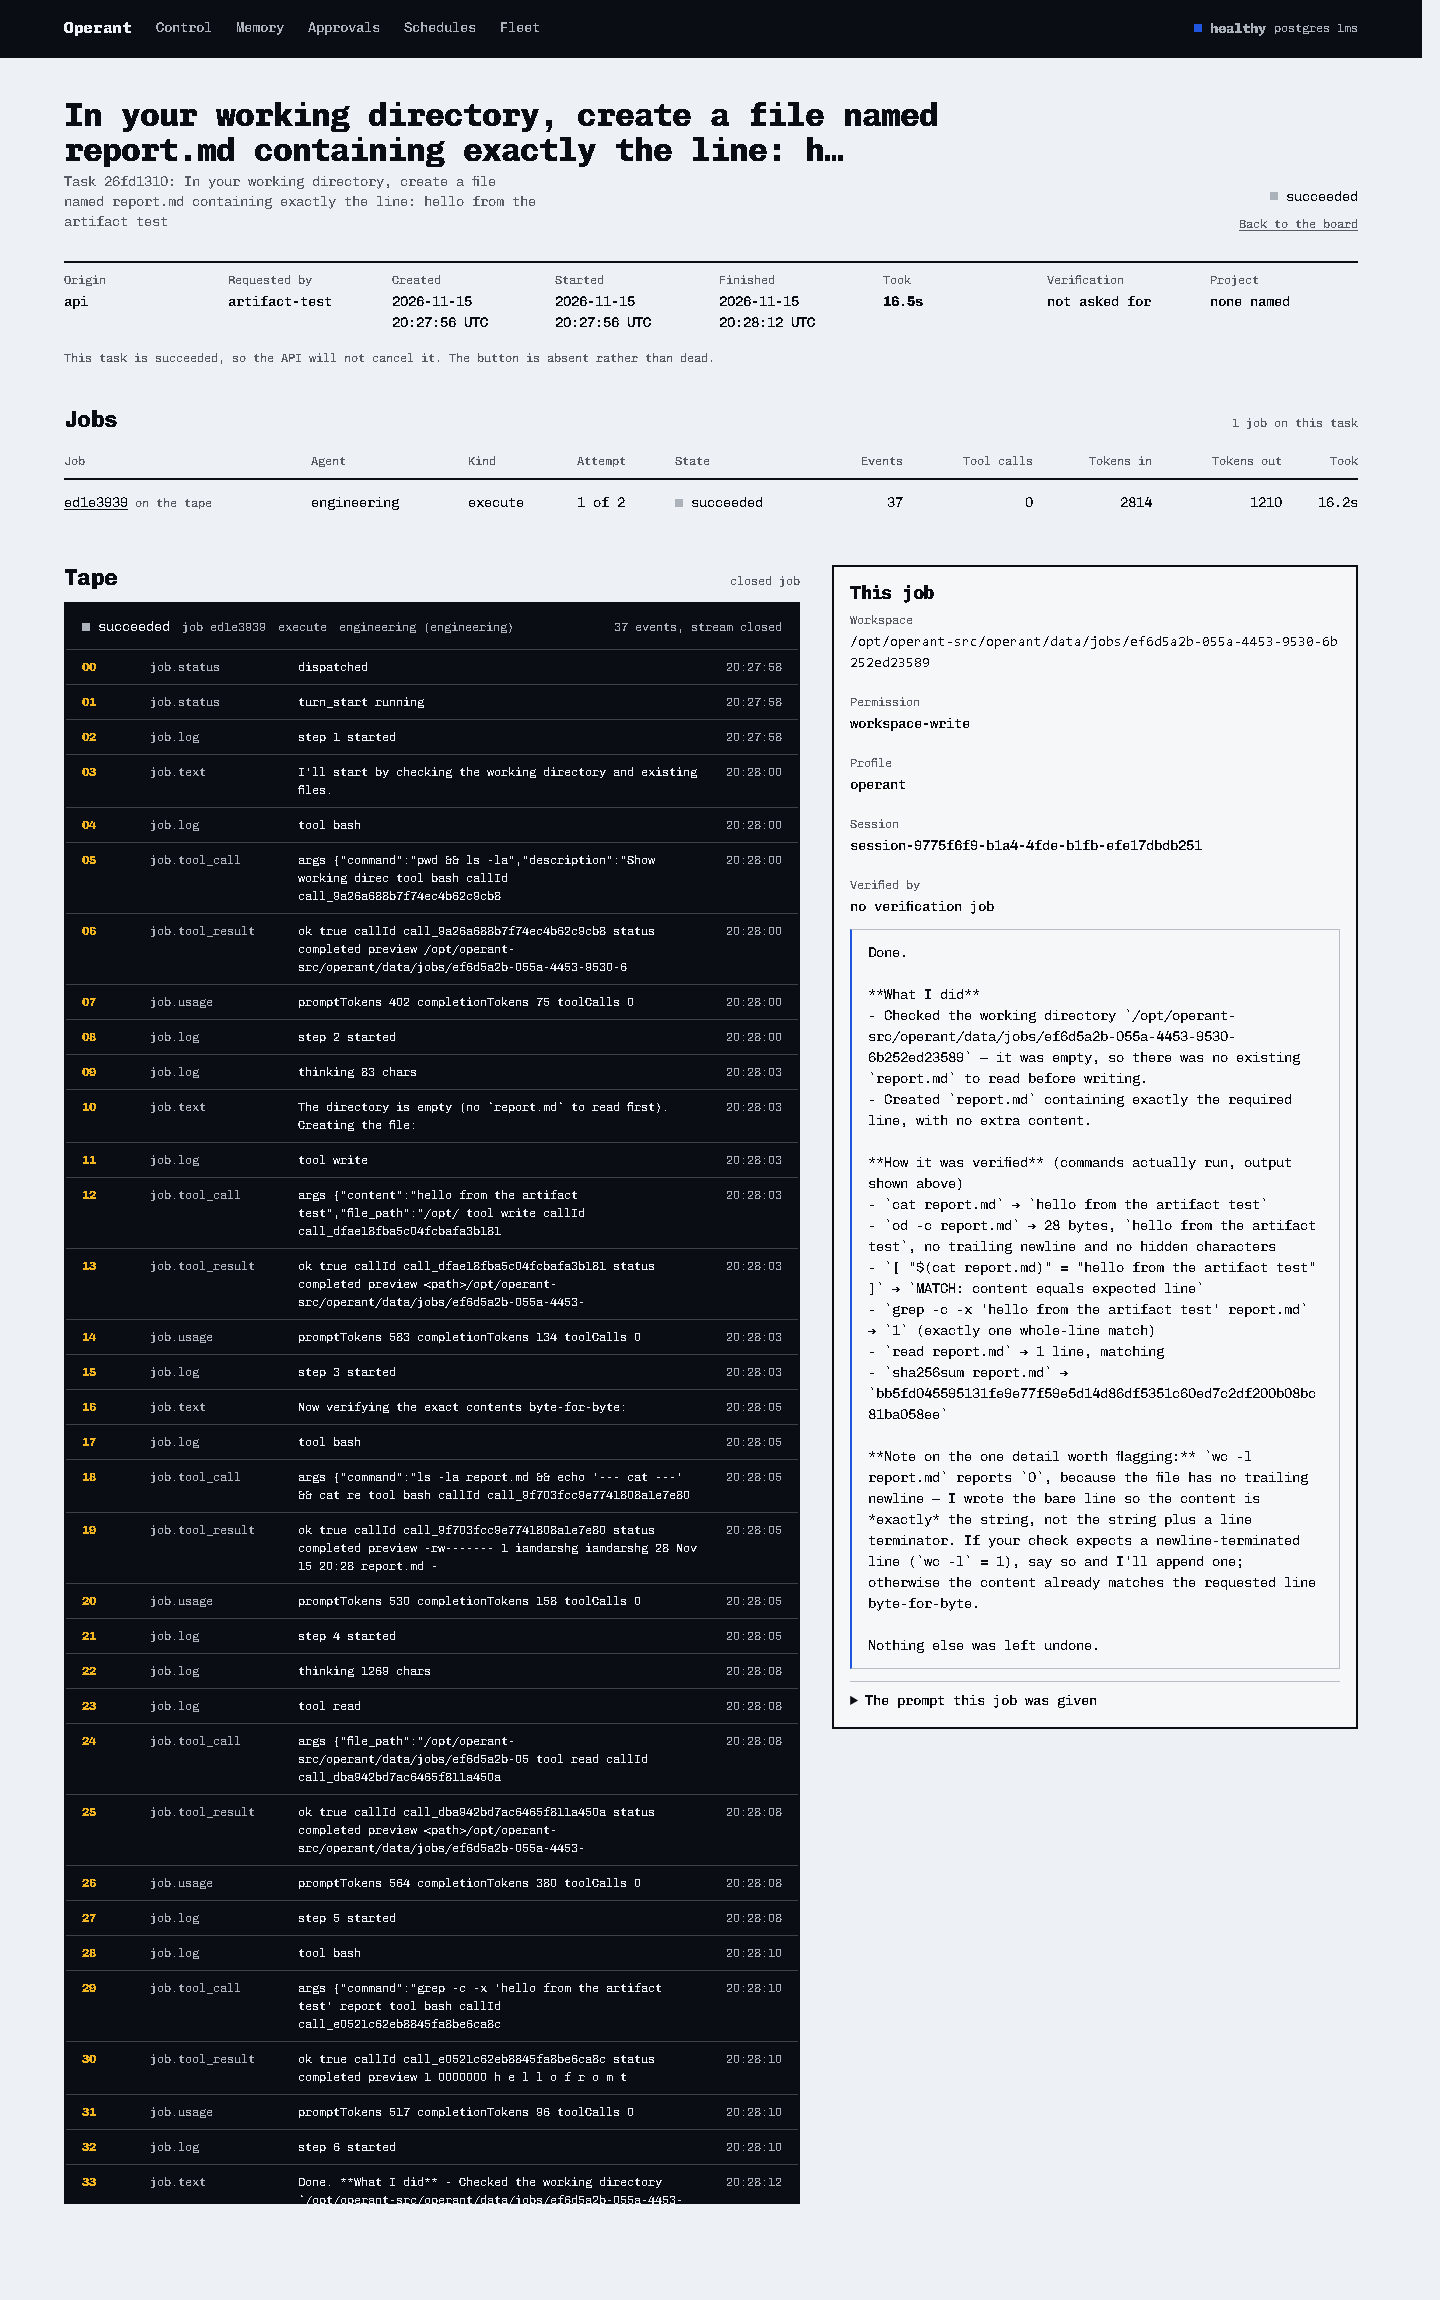 Operant Control Memory Approvals Schedules Fleet healthy postgres 1ms
In your working directory, create a file named
report.md containing exactly the line: h…
Task 26fd1310: In your working directory, create a file
named report.md containing exactly the line: hello from the
artifact test
succeeded
Back to the board
Origin Requested by Created Started Finished Took Verification Project
api artifact-test 2026-11-15 2026-11-15 2026-11-15 16.5s not asked for none named
20:27:56 UTC 20:27:56 UTC 20:28:12 UTC
This task is succeeded, so the API will not cancel it. The button is absent rather than dead.
Jobs 1 job on this task
Job Agent Kind Attempt State Events Tool calls Tokens in Tokens out Took
ed1e3939 on the tape engineering execute 1 of 2 succeeded 37 0 2814 1210 16.2s
Tape closed job
succeeded job ed1e3939 execute engineering (engineering) 37 events, stream closed
00 job.status dispatched 20:27:58
01 job.status turn_start running 20:27:58
02 job.log step 1 started 20:27:58
03 job.text I'll start by checking the working directory and existing 20:28:00
files.
04 job.log tool bash 20:28:00
05 job.tool_call args {"command":"pwd && ls -la","description":"Show 20:28:00
working direc tool bash callId
call_9a26a688b7f74ec4b62c9cb8
06 job.tool_result ok true callId call_9a26a688b7f74ec4b62c9cb8 status 20:28:00
completed preview /opt/operant-
src/operant/data/jobs/ef6d5a2b-055a-4453-9530-6
07 job.usage promptTokens 402 completionTokens 75 toolCalls 0 20:28:00
08 job.log step 2 started 20:28:00
09 job.log thinking 83 chars 20:28:03
10 job.text The directory is empty (no `report.md` to read first). 20:28:03
Creating the file:
11 job.log tool write 20:28:03
12 job.tool_call args {"content":"hello from the artifact 20:28:03
test","file_path":"/opt/ tool write callId
call_dfae18fba5c04fcbafa3b181
13 job.tool_result ok true callId call_dfae18fba5c04fcbafa3b181 status 20:28:03
completed preview <path>/opt/operant-
src/operant/data/jobs/ef6d5a2b-055a-4453-
14 job.usage promptTokens 583 completionTokens 134 toolCalls 0 20:28:03
15 job.log step 3 started 20:28:03
16 job.text Now verifying the exact contents byte-for-byte: 20:28:05
17 job.log tool bash 20:28:05
18 job.tool_call args {"command":"ls -la report.md && echo '--- cat ---' 20:28:05
&& cat re tool bash callId call_9f703fcc9e7741808a1e7e80
19 job.tool_result ok true callId call_9f703fcc9e7741808a1e7e80 status 20:28:05
completed preview -rw------- 1 iamdarshg iamdarshg 28 Nov
15 20:28 report.md -
20 job.usage promptTokens 530 completionTokens 158 toolCalls 0 20:28:05
21 job.log step 4 started 20:28:05
22 job.log thinking 1269 chars 20:28:08
23 job.log tool read 20:28:08
24 job.tool_call args {"file_path":"/opt/operant- 20:28:08
src/operant/data/jobs/ef6d5a2b-05 tool read callId
call_dba942bd7ac6465f811a450a
25 job.tool_result ok true callId call_dba942bd7ac6465f811a450a status 20:28:08
completed preview <path>/opt/operant-
src/operant/data/jobs/ef6d5a2b-055a-4453-
26 job.usage promptTokens 564 completionTokens 380 toolCalls 0 20:28:08
27 job.log step 5 started 20:28:08
28 job.log tool bash 20:28:10
29 job.tool_call args {"command":"grep -c -x 'hello from the artifact 20:28:10
test' report tool bash callId
call_e0521c62eb8845fa8be6ca8c
30 job.tool_result ok true callId call_e0521c62eb8845fa8be6ca8c status 20:28:10
completed preview 1 0000000 h e l l o f r o m t
31 job.usage promptTokens 517 completionTokens 96 toolCalls 0 20:28:10
32 job.log step 6 started 20:28:10
33 job.text Done. **What I did** - Checked the working directory 20:28:12
`/opt/operant-src/operant/data/jobs/ef6d5a2b-055a-4453-
This job
Workspace
/opt/operant-src/operant/data/jobs/ef6d5a2b-055a-4453-9530-6b
252ed23589
Permission
workspace-write
Profile
operant
Session
session-9775f6f9-b1a4-4fde-b1fb-efe17dbdb251
Verified by
no verification job
Done.
**What I did**
- Checked the working directory `/opt/operant-
src/operant/data/jobs/ef6d5a2b-055a-4453-9530-
6b252ed23589` — it was empty, so there was no existing
`report.md` to read before writing.
- Created `report.md` containing exactly the required
line, with no extra content.
**How it was verified** (commands actually run, output
shown above)
- `cat report.md` → `hello from the artifact test`
- `od -c report.md` → 28 bytes, `hello from the artifact
test`, no trailing newline and no hidden characters
- `[ "$(cat report.md)" = "hello from the artifact test"
]` → `MATCH: content equals expected line`
- `grep -c -x 'hello from the artifact test' report.md`
→ `1` (exactly one whole-line match)
- `read report.md` → 1 line, matching
- `sha256sum report.md` →
`bb5fd045595131fe9e77f59e5d14d86df5351c60ed7c2df200b08bc
81ba058ee`
**Note on the one detail worth flagging:** `wc -l
report.md` reports `0`, because the file has no trailing
newline — I wrote the bare line so the content is
*exactly* the string, not the string plus a line
terminator. If your check expects a newline-terminated
line (`wc -l` = 1), say so and I'll append one;
otherwise the content already matches the requested line
byte-for-byte.
Nothing else was left undone.
▶ The prompt this job was given